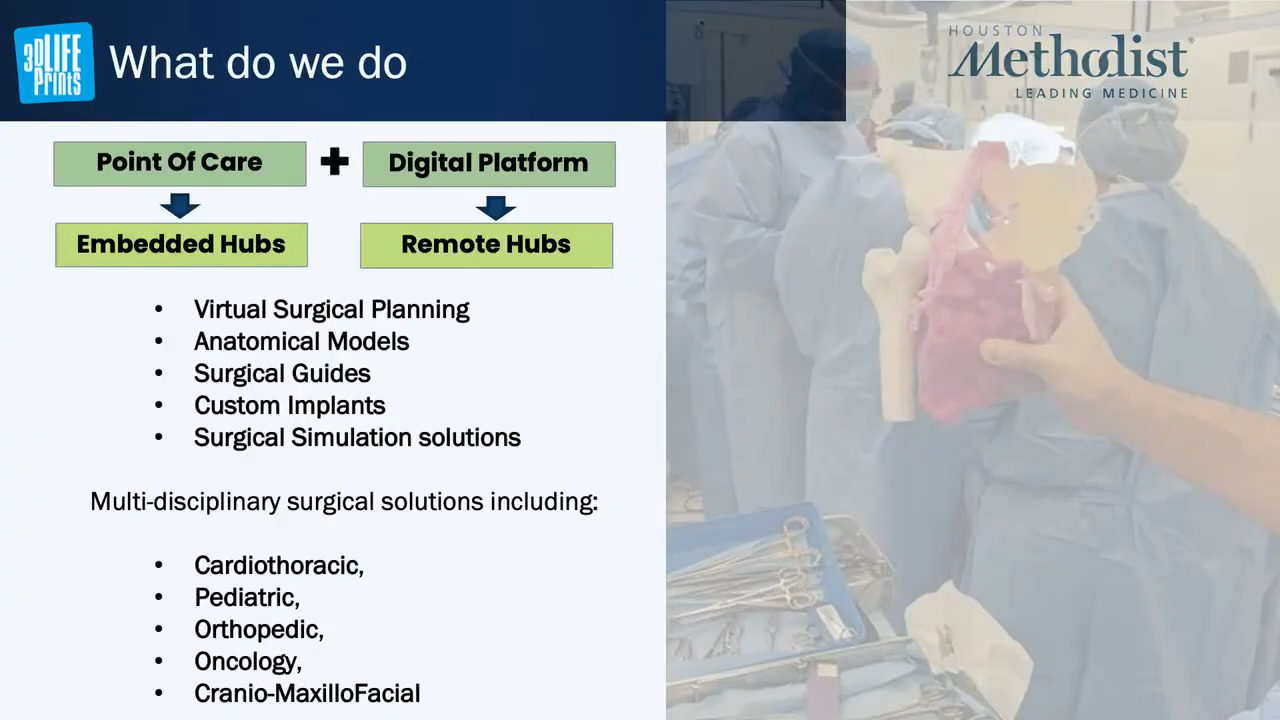 3DLIFE
Prints
What do we do
HOUSTON
Methodist®
LEADING MEDICINE
Point Of Care + Digital Platform
Embedded Hubs Remote Hubs
• Virtual Surgical Planning
• Anatomical Models
• Surgical Guides
• Custom Implants
• Surgical Simulation solutions
Multi-disciplinary surgical solutions including:
• Cardiothoracic,
• Pediatric,
• Orthopedic,
• Oncology,
• Cranio-MaxilloFacial